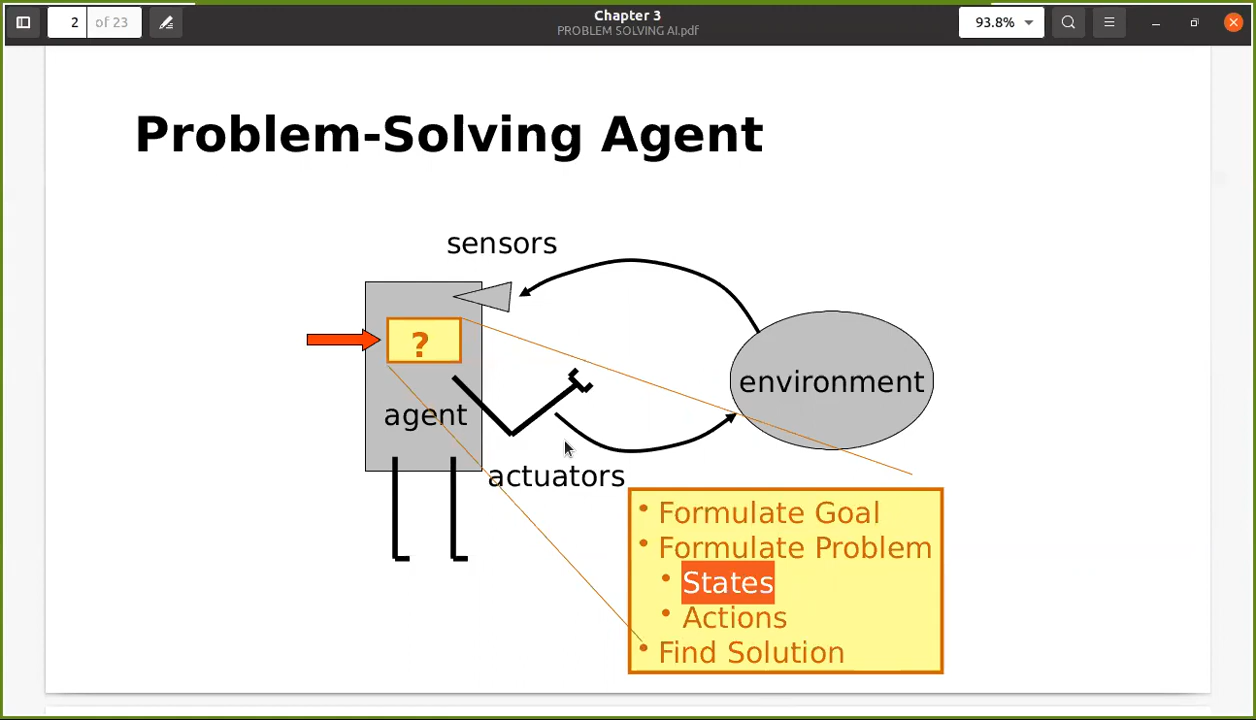 2 of 23
Chapter 3
PROBLEM SOLVING AI.pdf
93.8%
Problem-Solving Agent
sensors
?
environment
agent
actuators
• Formulate Goal
• Formulate Problem
• States
• Actions
• Find Solution